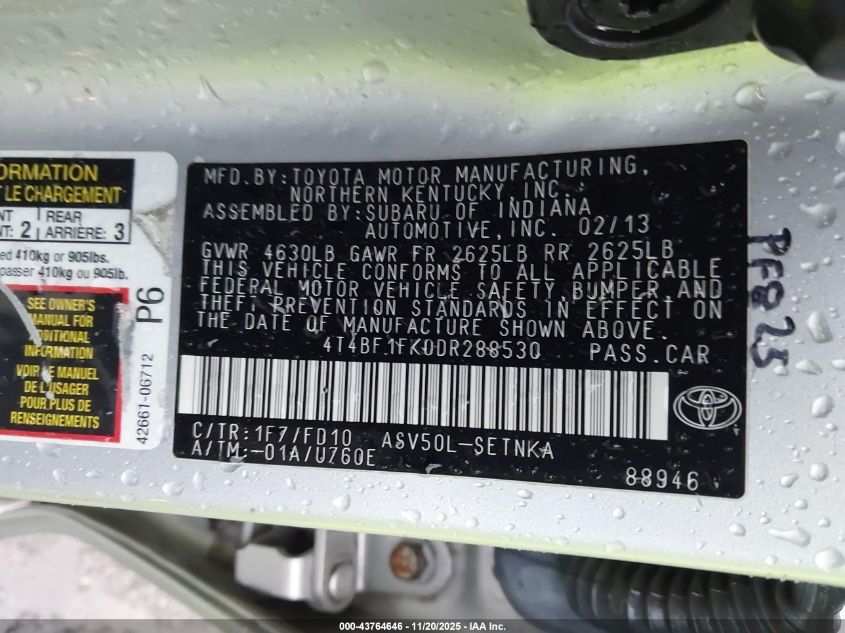 ORMATION
T LE CHARGEMENT
NT
T: 2
REAR
ARRIÈRE: 3
ed 410kg or 905lbs.
passer 410kg ou 905lb.
SEE OWNER'S
MANUAL FOR
ADDITIONAL
INFORMATION
VOIR LE MANUEL
DE L'USAGER
POUR PLUS DE
RENSEIGNEMENTS
P6
42661-06712
MFD.BY:TOYOTA MOTOR MANUFACTURING,
NORTHERN KENTUCKY, INC.;
ASSEMBLED BY:SUBARU OF INDIANA
AUTOMOTIVE,INC. 02/13
GVWR 4630LB GAWR FR 2625LB RR 2625LB
THIS VEHICLE CONFORMS TO ALL APPLICABLE
FEDERAL MOTOR VEHICLE SAFETY,BUMPER,AND
THEFT PREVENTION STANDARDS IN EFFECT ON
THE DATE OF MANUFACTURE SHOWN ABOVE.
4T4BF1FK0DR288530 PASS.CAR
C/TR:1F7/FD10 ASV50L-SETNKA
A/TM:-01A/U760E
88946
000-43764646 - 11/20/2025 - IAA Inc.